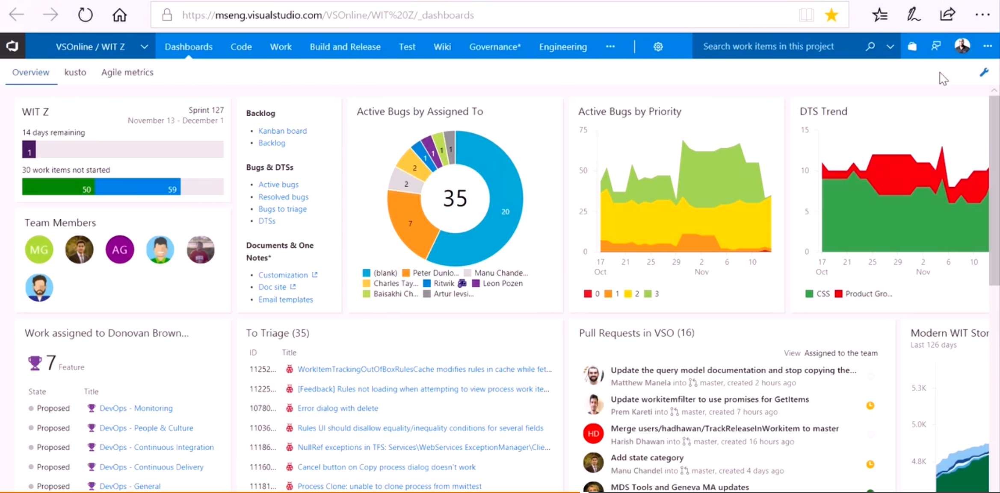 https://mseng.visualstudio.com/VSOnline/WIT%20Z/_dashboards
VSOnline / WIT Z
Dashboards
Code
Work
Build and Release
Test
Wiki
Governance*
Engineering
Search work items in this project
Overview
kusto
Agile metrics
WIT Z
Sprint 127
November 13 - December 1
14 days remaining
1
30 work items not started
50
59
Team Members
MG
AG
Backlog
• Kanban board
• Backlog
Bugs & DTSs
• Active bugs
• Resolved bugs
• Bugs to triage
• DTSs
Documents & One
Notes*
• Customization
• Doc site
• Email templates
Active Bugs by Assigned To
35
20
7
2
2
1
1
1
1
(blank) Peter Dunlo... Manu Chande...
Charles Tay... Ritwik Leon Pozen
Baisakhi Ch... Artur Ievsi...
Active Bugs by Priority
75
50
25
0
17 21 25 29 2 6 10
Oct Nov
0 1 2 3
DTS Trend
15
10
5
0
17 21 25 29 2 6 10
Oct Nov
CSS Product Gro...
Work assigned to Donovan Brown...
7 Feature
State Title
Proposed DevOps - Monitoring
Proposed DevOps - People & Culture
Proposed DevOps - Continuous Integration
Proposed DevOps - Continuous Delivery
Proposed DevOps - General
To Triage (35)
ID Title
11252... WorkItemTrackingOutOfBoxRulesCache modifies rules in cache while fet...
11225... [Feedback] Rules not loading when attempting to view process work ite...
10780... Error dialog with delete
11036... Rules UI should disallow equality/inequality conditions for several fields
11186... NullRef exceptions in TFS: Services\WebServices ExceptionManager\Clie...
11160... Cancel button on Copy process dialog doesn't work
11181... Process Clone: unable to clone process from mwittest
Pull Requests in VSO (16)
View Assigned to the team
Update the query model documentation and stop copying the...
Matthew Manela into master, created 2 hours ago
Update workitemfilter to use promises for GetItems
Prem Kareti into master, created 7 hours ago
HD
Merge users/hadhawan/TrackReleaseInWorkitem to master
Harish Dhawan into master, created 16 hours ago
Add state category
Manu Chandel into master, created 4 days ago
MDS Tools and Geneva MA updates
Modern WIT Stor
Last 126 days
5.3K
5.0K
4.8K